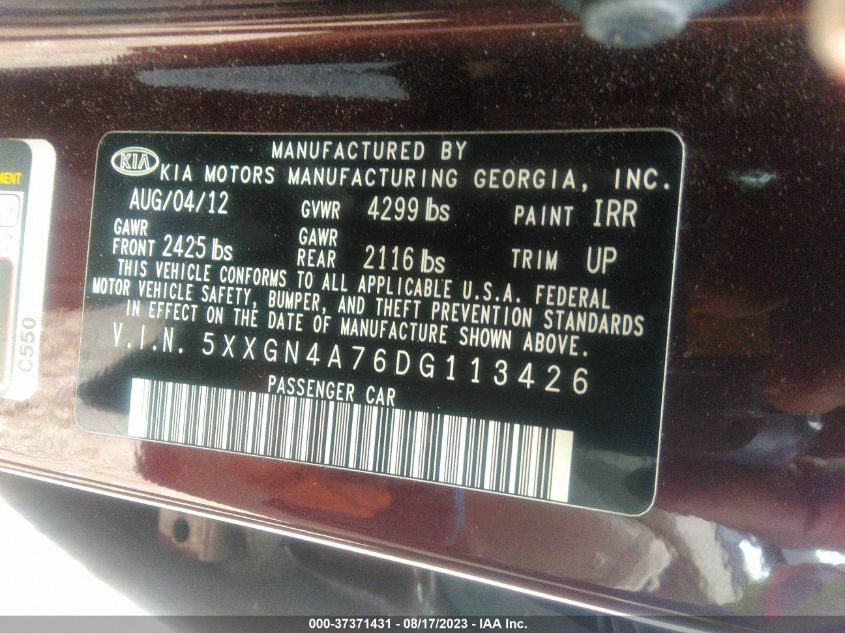 MANUFACTURED BY
KIA KIA MOTORS MANUFACTURING GEORGIA, INC.
AUG/04/12 GVWR 4299 lbs PAINT IRR
GAWR FRONT 2425 lbs GAWR REAR 2116 lbs TRIM UP
THIS VEHICLE CONFORMS TO ALL APPLICABLE U.S.A. FEDERAL
MOTOR VEHICLE SAFETY, BUMPER, AND THEFT PREVENTION STANDARDS
IN EFFECT ON THE DATE OF MANUFACTURE SHOWN ABOVE.
V.I.N. 5XXGN4A76DG113426
PASSENGER CAR
C550
000-37371431 - 08/17/2023 - IAA Inc.